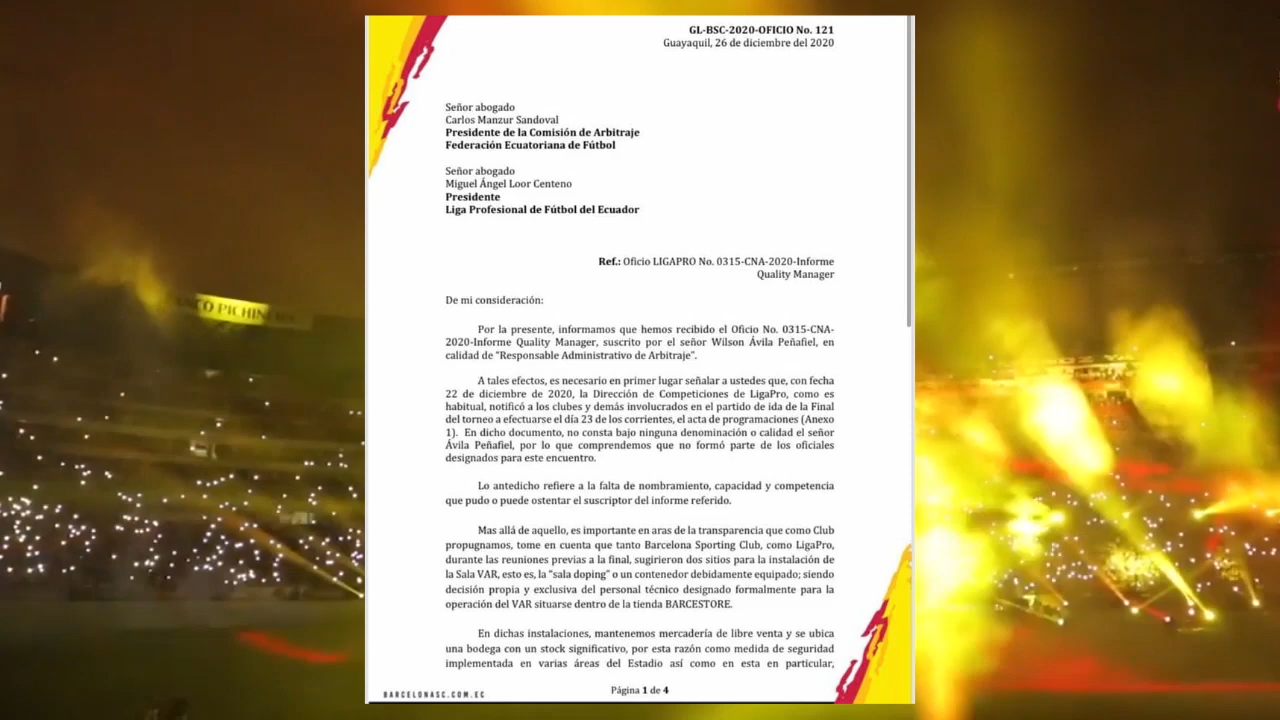 GL-BSC-2020-OFICIO No. 121
Guayaquil, 26 de diciembre del 2020
Señor abogado
Carlos Manzur Sandoval
Presidente de la Comisión de Arbitraje
Federación Ecuatoriana de Fútbol
Señor abogado
Miguel Ángel Loor Centeno
Presidente
Liga Profesional de Fútbol del Ecuador
Ref.: Oficio LIGAPRO No. 0315-CNA-2020-Informe
Quality Manager
De mi consideración:
Por la presente, informamos que hemos recibido el Oficio No. 0315-CNA-
2020-Informe Quality Manager, suscrito por el señor Wilson Ávila Peñafiel, en
calidad de “Responsable Administrativo de Arbitraje”.
A tales efectos, es necesario en primer lugar señalar a ustedes que, con fecha
22 de diciembre de 2020, la Dirección de Competiciones de LigaPro, como es
habitual, notificó a los clubes y demás involucrados en el partido de ida de la Final
del torneo a efectuarse el día 23 de los corrientes, el acta de programaciones (Anexo
1). En dicho documento, no consta bajo ninguna denominación o calidad el señor
Ávila Peñafiel, por lo que comprendemos que no formó parte de los oficiales
designados para este encuentro.
Lo antedicho refiere a la falta de nombramiento, capacidad y competencia
que pudo o puede ostentar el suscriptor del informe referido.
Mas allá de aquello, es importante en aras de la transparencia que como Club
propugnamos, tome en cuenta que tanto Barcelona Sporting Club, como LigaPro,
durante las reuniones previas a la final, sugirieron dos sitios para la instalación de
la Sala VAR, esto es, la “sala doping” o un contenedor debidamente equipado; siendo
decisión propia y exclusiva del personal técnico designado formalmente para la
operación del VAR situarse dentro de la tienda BARCESTORE.
En dichas instalaciones, mantenemos mercadería de libre venta y se ubica
una bodega con un stock significativo, por esta razón como medida de seguridad
implementada en varias áreas del Estadio así como en esta en particular,
Página 1 de 4
BARCELONASC.COM.EC